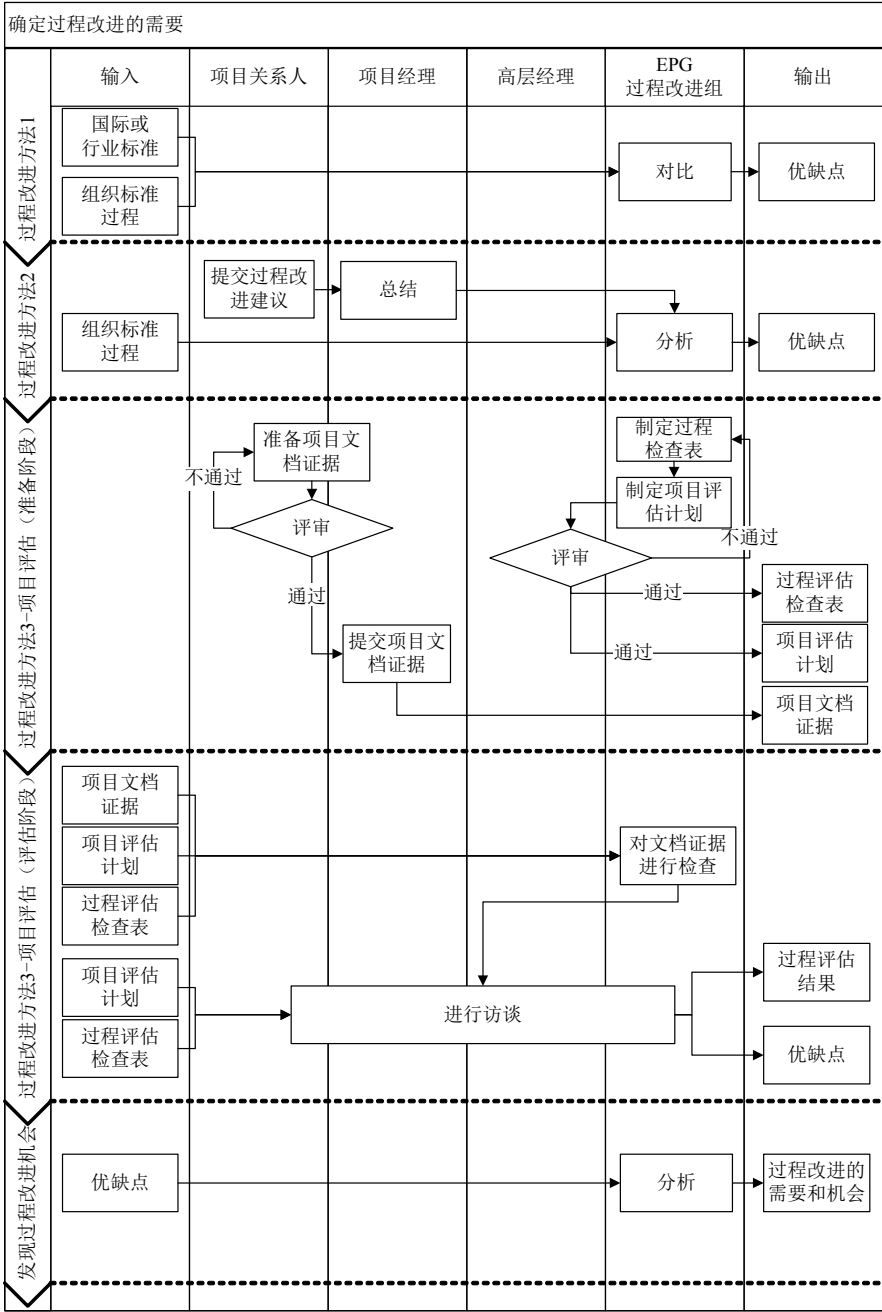 确定过程改进的需要
输入
项目关系人
项目经理
高层经理
EPG
过程改进组
输出
过程改进方法1
国际或
行业标准
组织标准
过程
对比
优缺点
过程改进方法2
提交过程改
进建议
总结
组织标准
过程
分析
优缺点
过程改进方法3-项目评估（准备阶段）
准备项目文
档证据
不通过
评审
通过
提交项目文
档证据
制定过程
检查表
制定项目评
估计划
不通过
评审
通过
过程评估
检查表
通过
项目评估
计划
项目文档
证据
过程改进方法3-项目评估（评估阶段）
项目文档
证据
项目评估
计划
过程评估
检查表
对文档证据
进行检查
项目评估
计划
过程评估
检查表
进行访谈
过程评估
结果
优缺点
发现过程改进机会
优缺点
分析
过程改进的
需要和机会